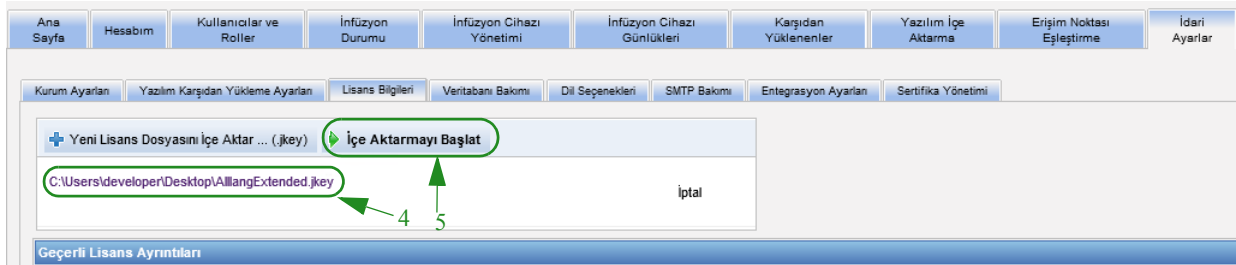 Ana Sayfa
Hesabım
Kullanıcılar ve Roller
İnfüzyon Durumu
İnfüzyon Cihazı Yönetimi
İnfüzyon Cihazı Günlükleri
Karşıdan Yüklenenler
Yazılım İçe Aktarma
Erişim Noktası Eşleştirme
İdari Ayarlar
Kurum Ayarları
Yazılım Karşıdan Yükleme Ayarları
Lisans Bilgileri
Veritabanı Bakımı
Dil Seçenekleri
SMTP Bakımı
Entegrasyon Ayarları
Sertifika Yönetimi
Yeni Lisans Dosyasını İçe Aktar ... (.jkey)
İçe Aktarmayı Başlat
C:\Users\developer\Desktop\AlllangExtended.jkey
İptal
4
5
Geçerli Lisans Ayrıntıları